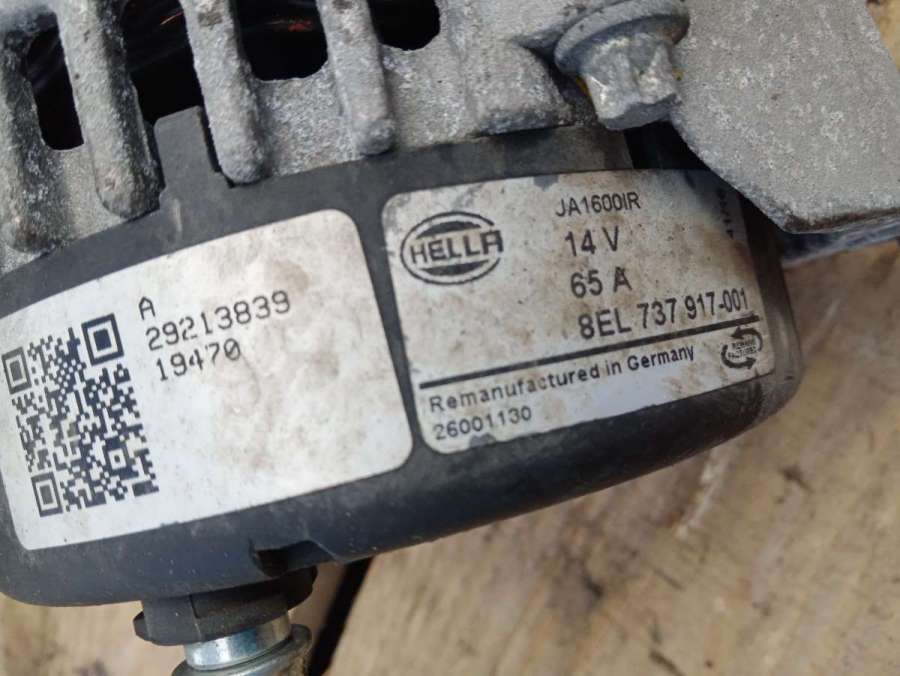 A
29213839
19470
HELLA
JA1600IR
14 V
65 A
8EL 737 917-001
Remanufactured in Germany
26001130